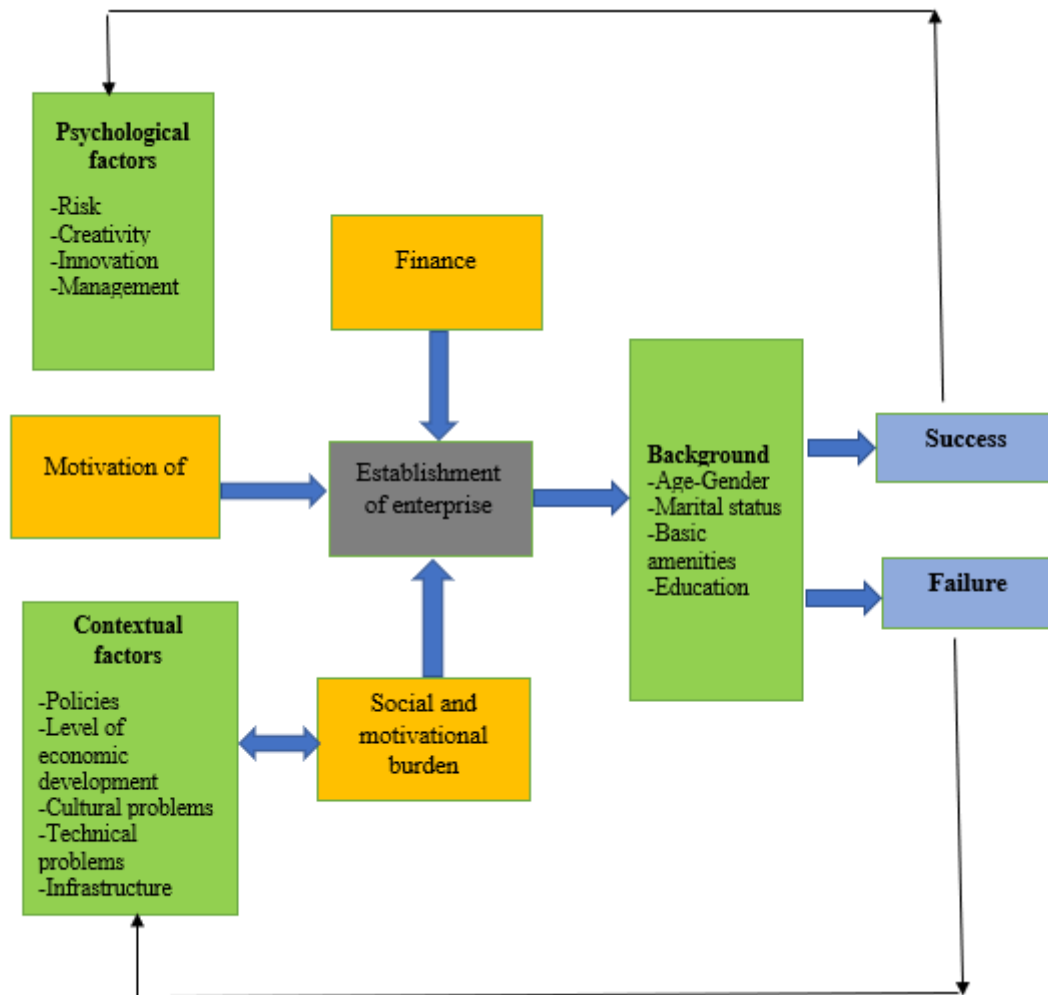 Psychological
factors
-Risk
-Creativity
-Innovation
-Management
Finance
Motivation of
Establishment
of enterprise
Background
-Age-Gender
-Marital status
-Basic
amenities
-Education
Success
Failure
Contextual
factors
-Policies
-Level of
economic
development
-Cultural problems
-Technical
problems
-Infrastructure
Social and
motivational
burden